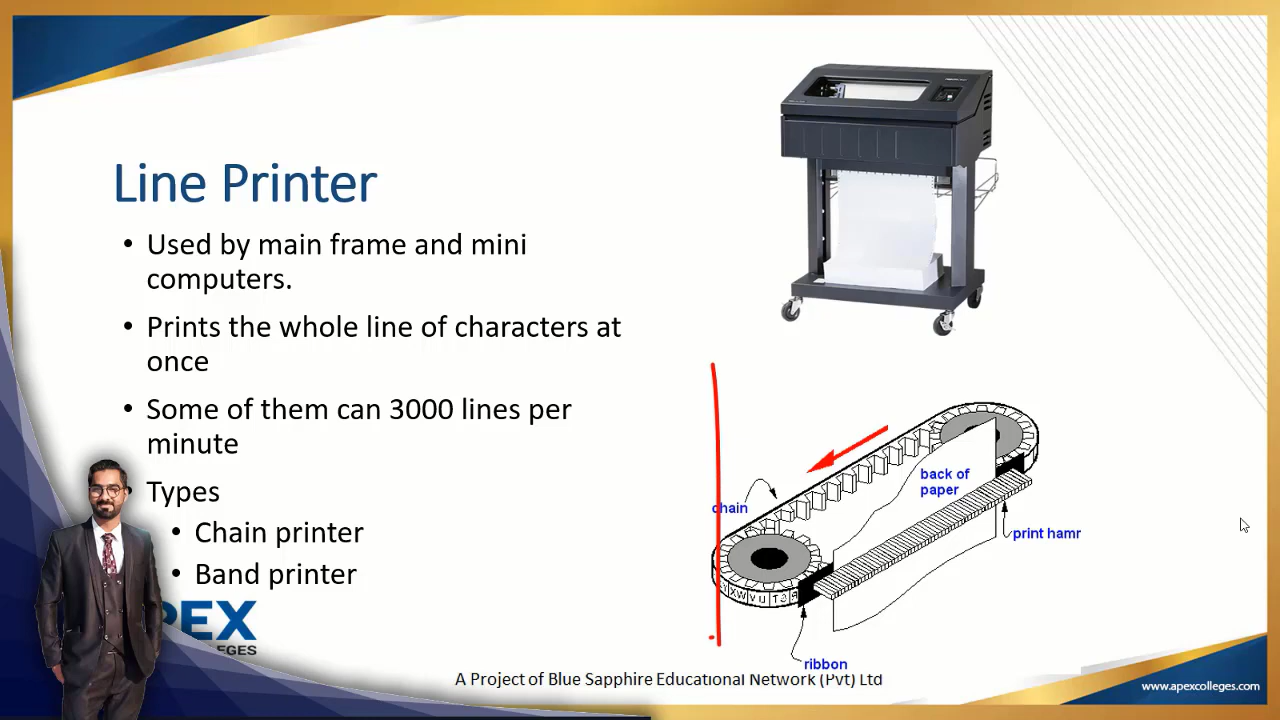 Line Printer
• Used by main frame and mini
computers.
• Prints the whole line of characters at
once
• Some of them can 3000 lines per
minute
• Types
• Chain printer
• Band printer
PEX
EGES
chain
back of
paper
print hamr
ribbon
A Project of Blue Sapphire Educational Network (Pvt) Ltd
www.apexcolleges.com